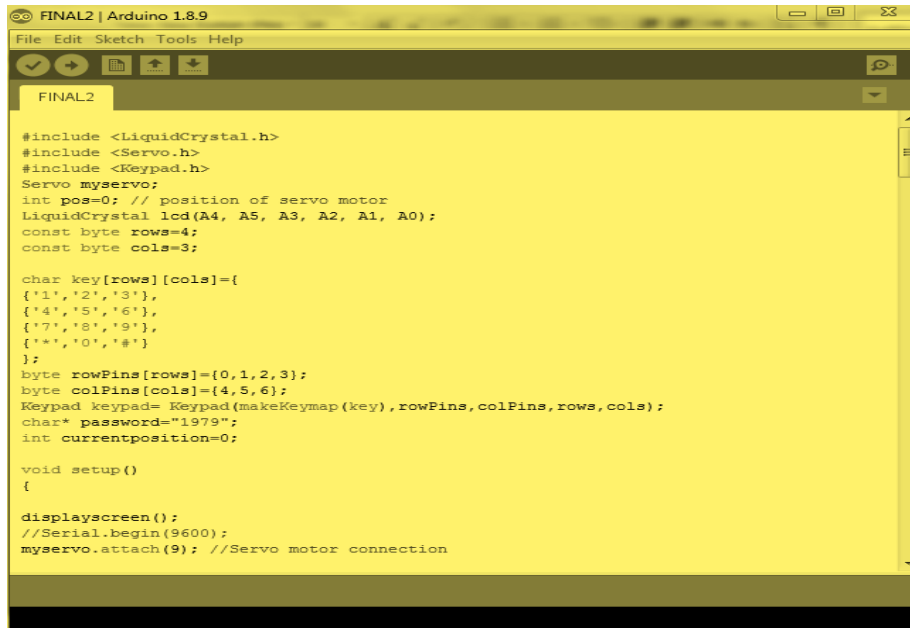 FINAL2 | Arduino 1.8.9
File Edit Sketch Tools Help
FINAL2
#include <LiquidCrystal.h>
#include <Servo.h>
#include <Keypad.h>
Servo myservo;
int pos=0; // position of servo motor
LiquidCrystal lcd(A4, A5, A3, A2, A1, A0);
const byte rows=4;
const byte cols=3;
char key[rows][cols]={
{'1','2','3'},
{'4','5','6'},
{'7','8','9'},
{'*','0','#'}
};
byte rowPins[rows]={0,1,2,3};
byte colPins[cols]={4,5,6};
Keypad keypad= Keypad(makeKeymap(key),rowPins,colPins,rows,cols);
char* password="1979";
int currentposition=0;
void setup()
{
displayscreen();
//Serial.begin(9600);
myservo.attach(9); //Servo motor connection